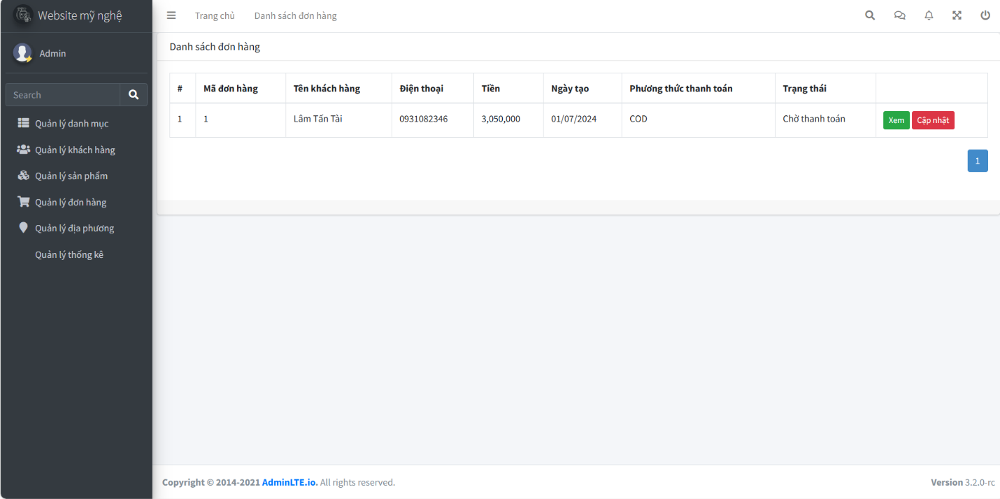 Website mỹ nghệ
Trang chủ Danh sách đơn hàng
Admin
Danh sách đơn hàng
Search
# Mã đơn hàng Tên khách hàng Điện thoại Tiền Ngày tạo Phương thức thanh toán Trạng thái
1 1 Lâm Tấn Tài 0931082346 3,050,000 01/07/2024 COD Chờ thanh toán Xem Cập nhật
1
Quản lý danh mục
Quản lý khách hàng
Quản lý sản phẩm
Quản lý đơn hàng
Quản lý địa phương
Quản lý thống kê
Copyright © 2014-2021 AdminLTE.io. All rights reserved. Version 3.2.0-rc